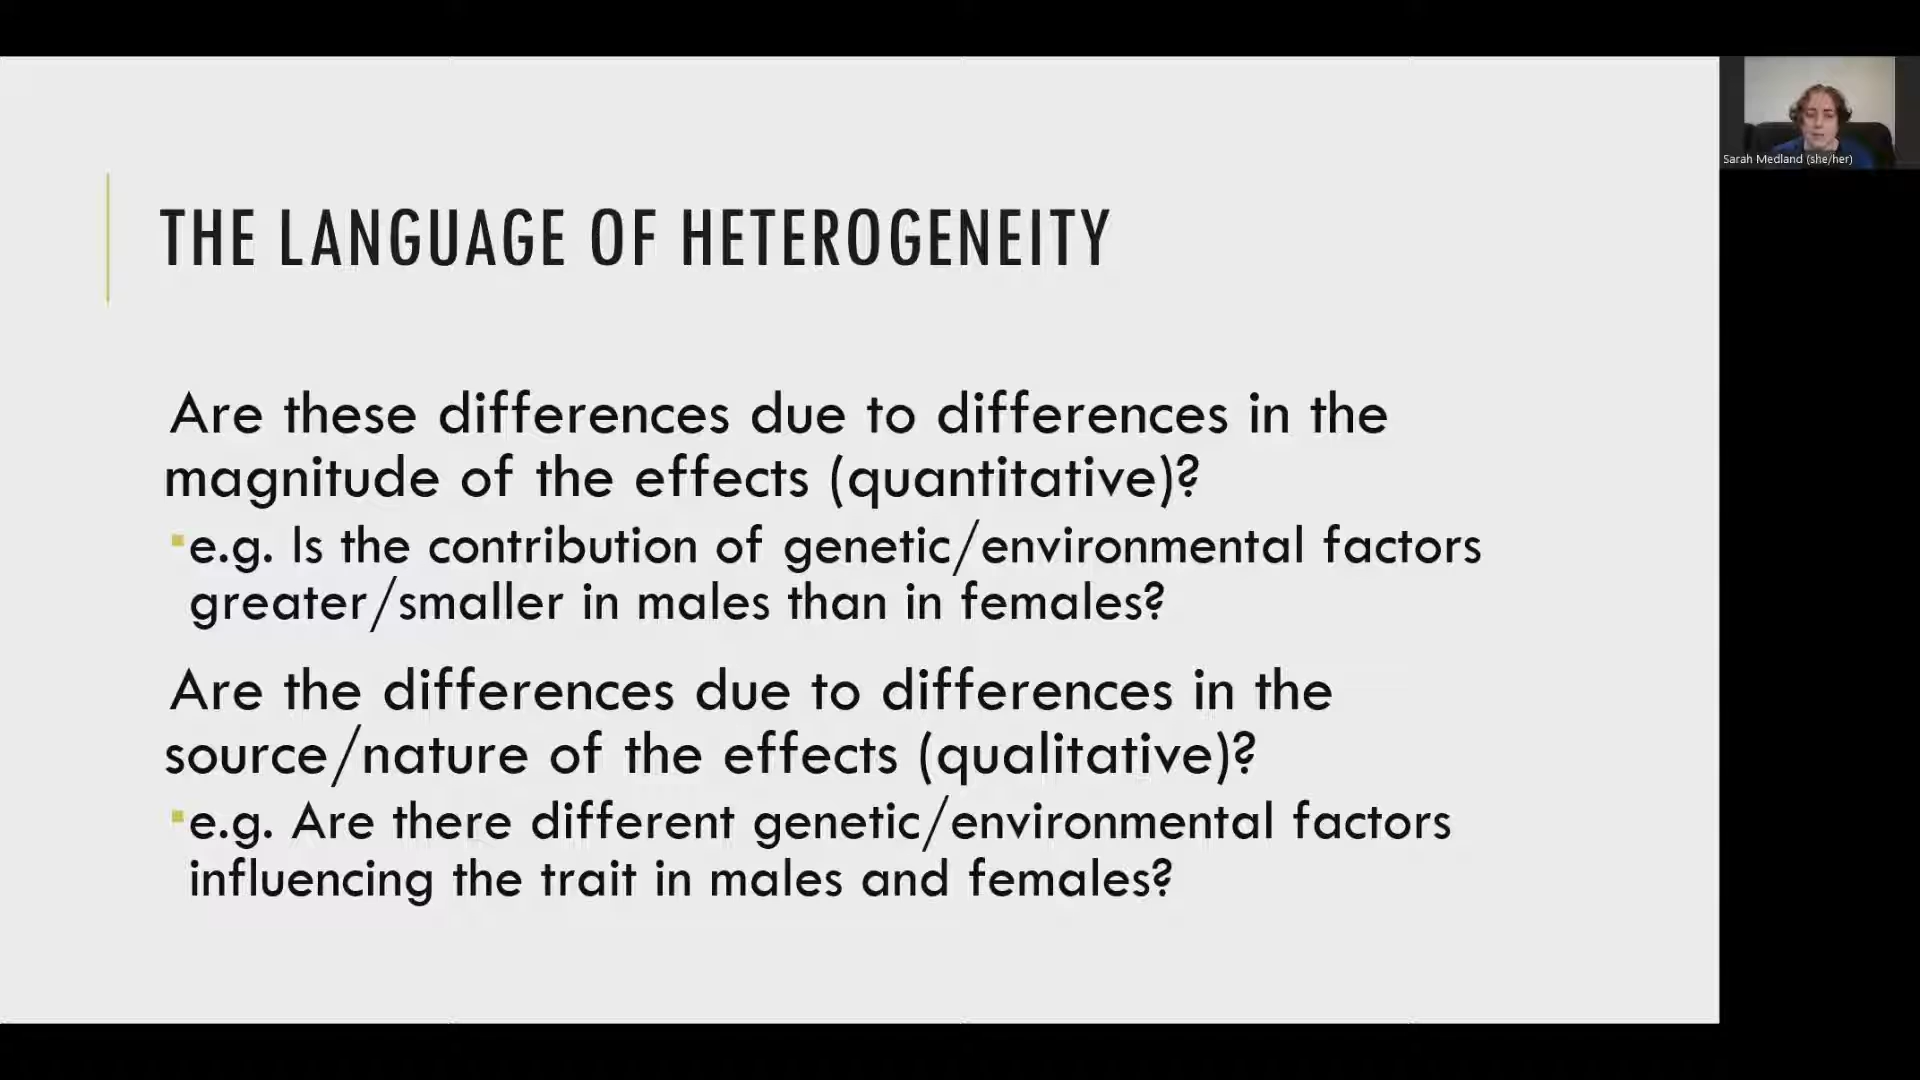 THE LANGUAGE OF HETEROGENEITY
Are these differences due to differences in the
magnitude of the effects (quantitative)?
e.g. Is the contribution of genetic/environmental factors
greater/smaller in males than in females?
Are the differences due to differences in the
source/nature of the effects (qualitative)?
e.g. Are there different genetic/environmental factors
influencing the trait in males and females?
Sarah Medland (she/her)